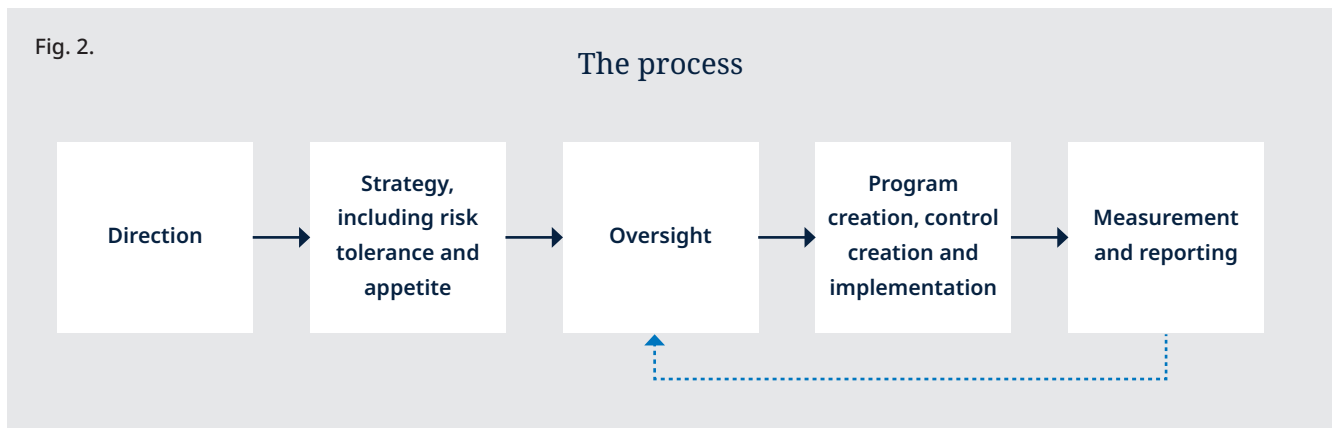 Fig. 2.
The process
Direction
Strategy,
including risk
tolerance and
appetite
Oversight
Program
creation, control
creation and
implementation
Measurement
and reporting